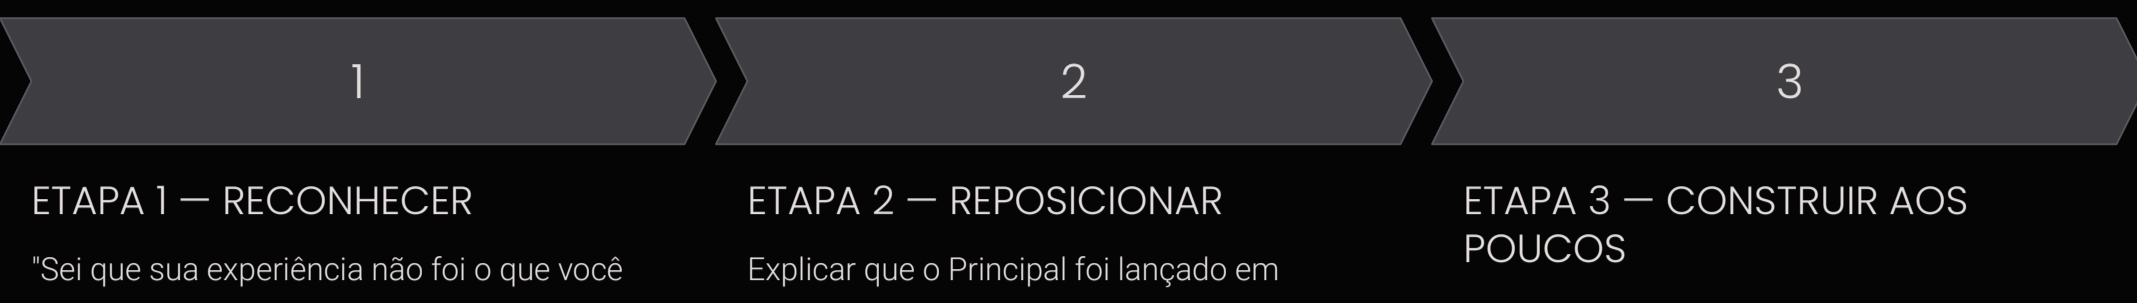 1
2
3
ETAPA 1 — RECONHECER
"Sei que sua experiência não foi o que você
ETAPA 2 — REPOSICIONAR
Explicar que o Principal foi lançado em
ETAPA 3 — CONSTRUIR AOS
POUCOS